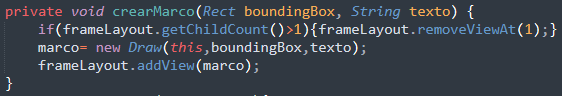 private void crearMarco(Rect boundingBox, String texto) {
if(frameLayout.getChildCount()>1){frameLayout.removeViewAt(1);}
marco= new Draw(this,boundingBox,texto);
frameLayout.addView(marco);
}